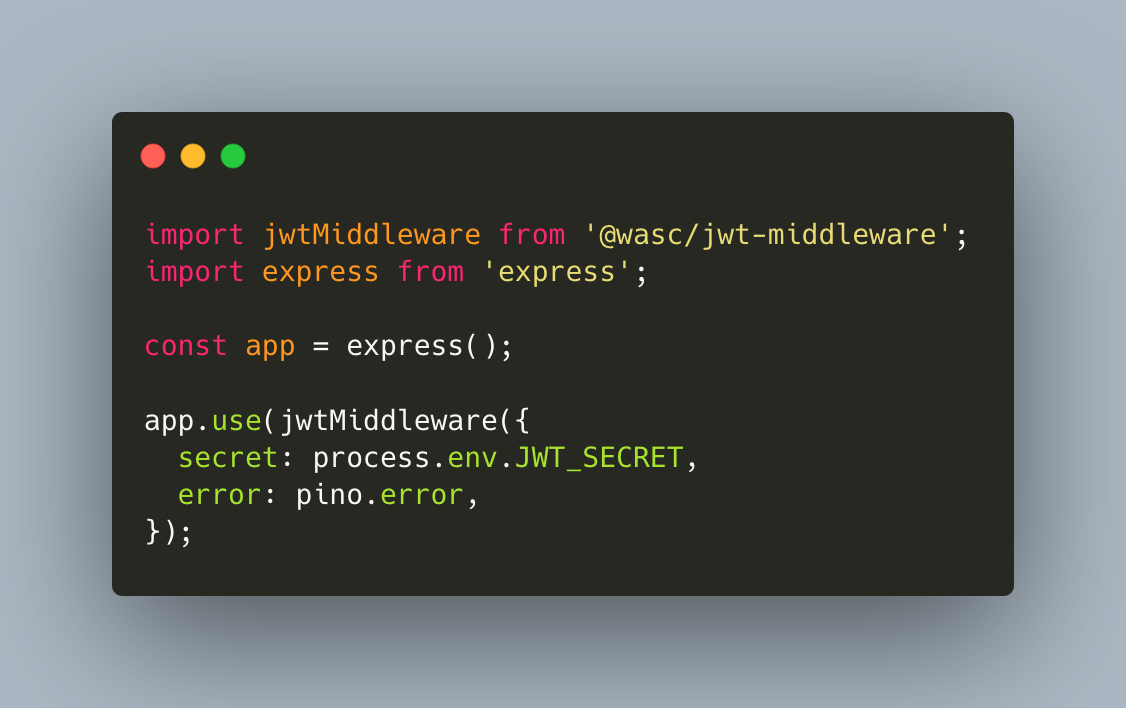 import jwtMiddleware from '@wasc/jwt-middleware';
import express from 'express';
const app = express();
app.use(jwtMiddleware({
  secret: process.env.JWT_SECRET,
  error: pino.error,
});